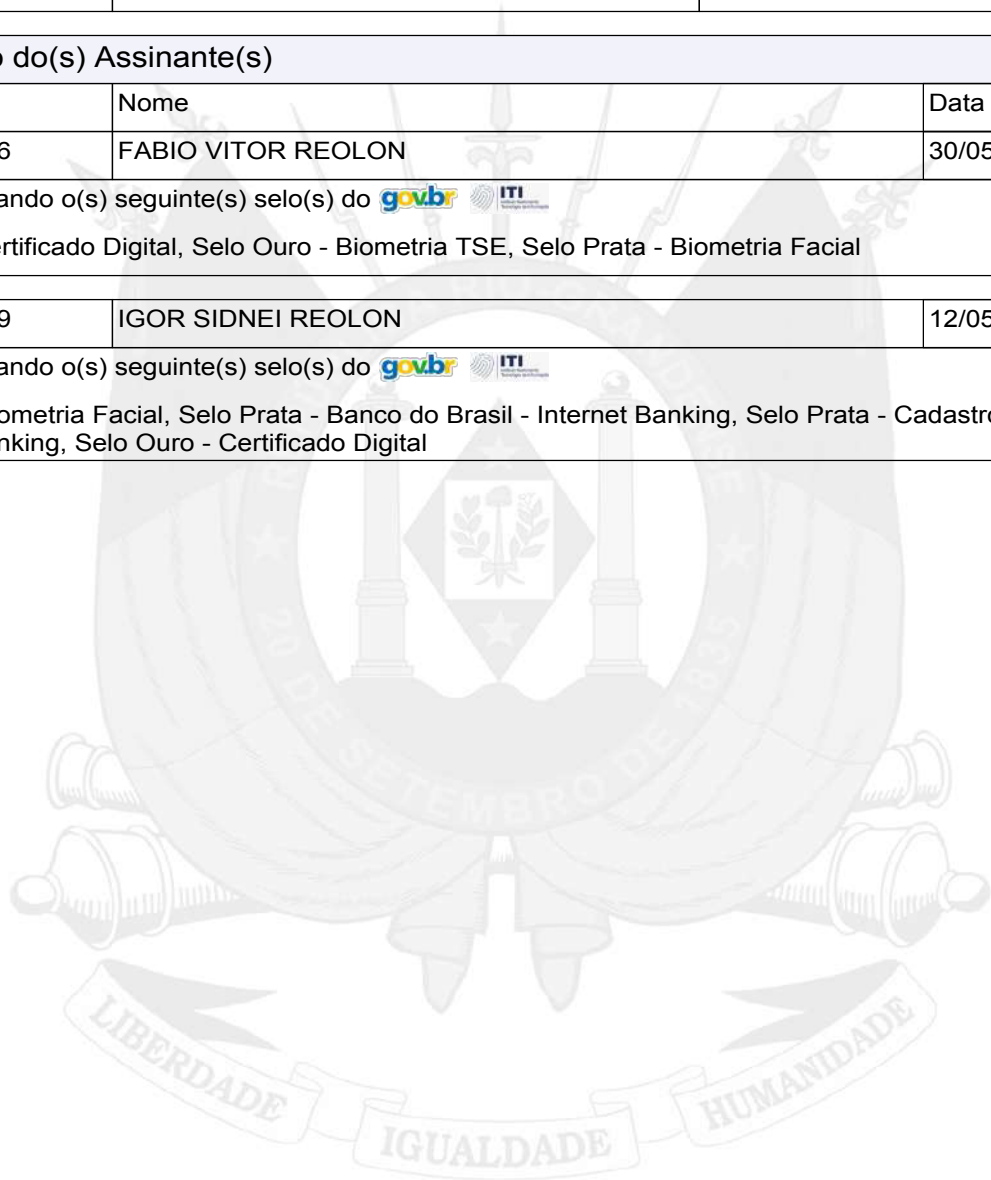 o do(s) Assinante(s)
Nome Data
6 FABIO VITOR REOLON 30/05
ando o(s) seguinte(s) selo(s) do gov.br ITI
ertificado Digital, Selo Ouro - Biometria TSE, Selo Prata - Biometria Facial
9 IGOR SIDNEI REOLON 12/05
ando o(s) seguinte(s) selo(s) do gov.br ITI
ometria Facial, Selo Prata - Banco do Brasil - Internet Banking, Selo Prata - Cadastro
nking, Selo Ouro - Certificado Digital
REPÚBLICA RIO-GRANDENSE
20 DE SETEMBRO DE 1835
LIBERDADE IGUALDADE HUMANIDADE